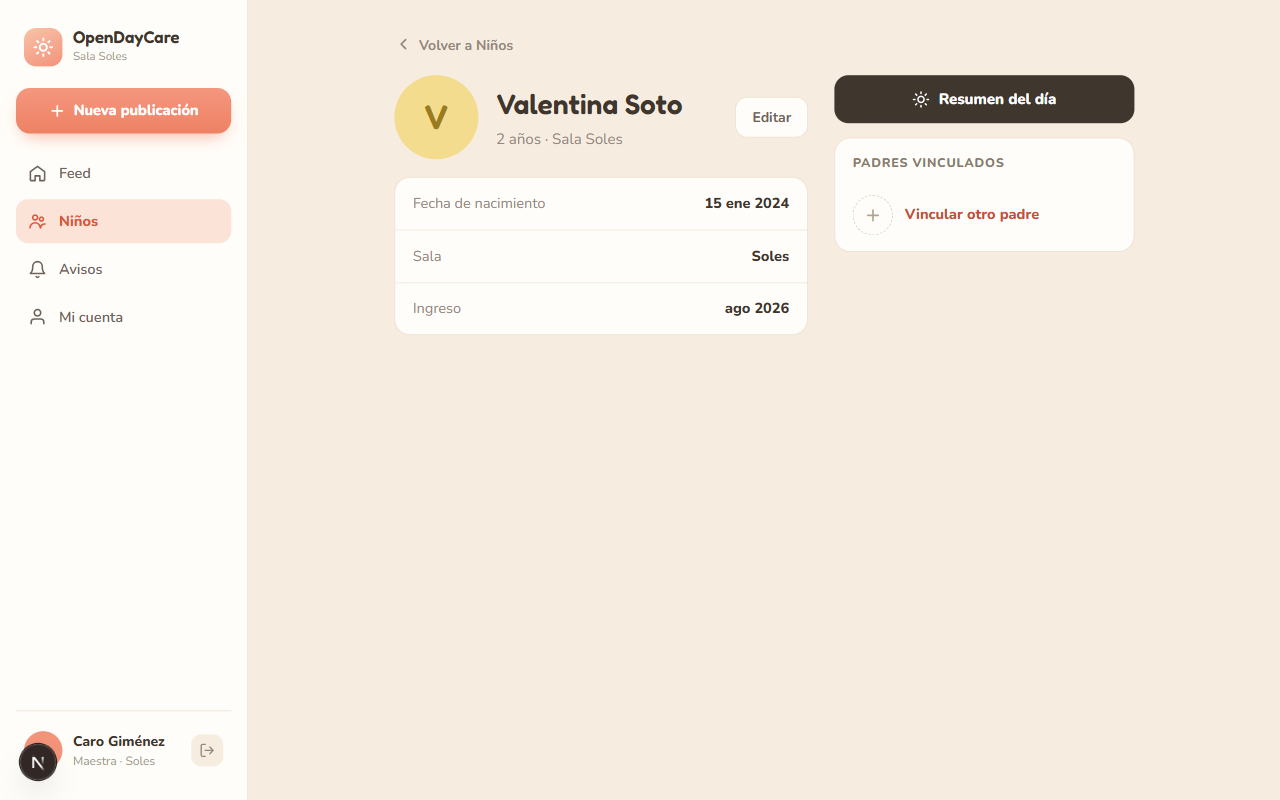 OpenDayCare
Sala Soles
Nueva publicación
Feed
Niños
Avisos
Mi cuenta
Caro Giménez
Maestra · Soles
N
Volver a Niños
V
Valentina Soto
2 años · Sala Soles
Editar
Fecha de nacimiento
15 ene 2024
Sala
Soles
Ingreso
ago 2026
Resumen del día
PADRES VINCULADOS
Vincular otro padre